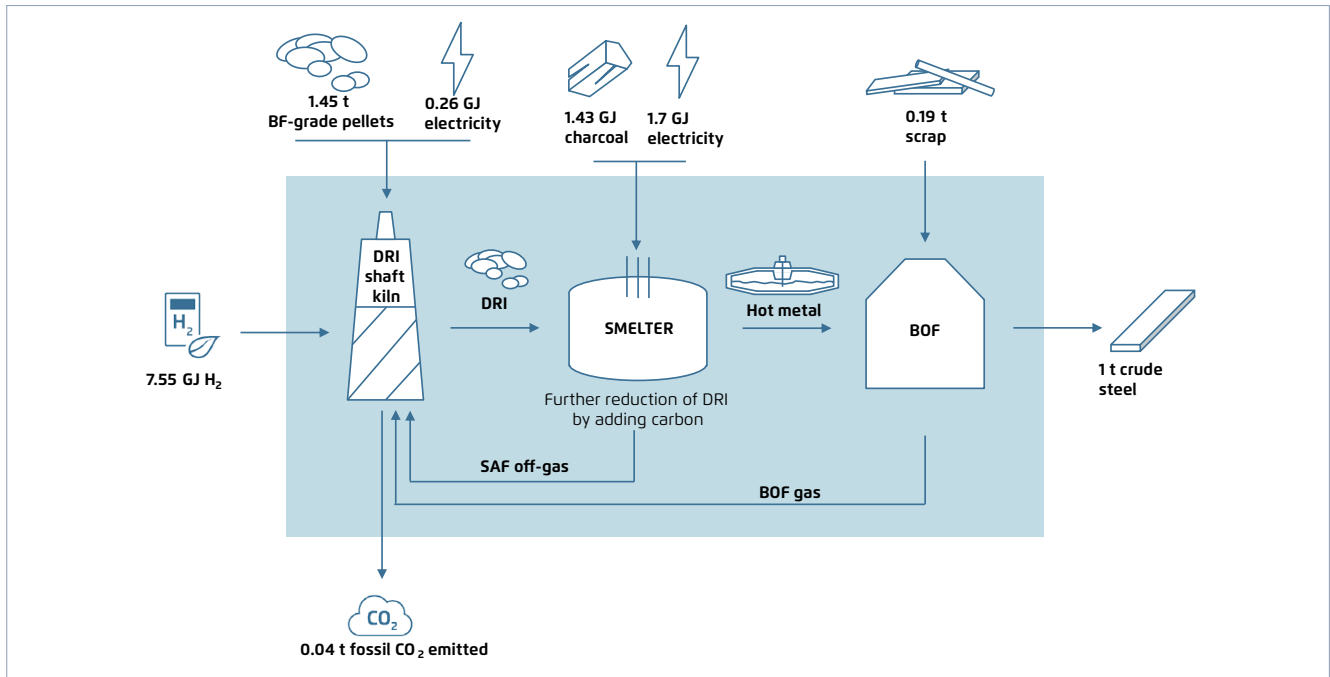 1.45 t
BF-grade pellets
0.26 GJ
electricity
1.43 GJ
charcoal
1.7 GJ
electricity
0.19 t
scrap
DRI
shaft
kiln
DRI
SMELTER
Hot metal
BOF
H₂
7.55 GJ H₂
1 t crude
steel
Further reduction of DRI
by adding carbon
SAF off-gas
BOF gas
CO₂
0.04 t fossil CO₂ emitted